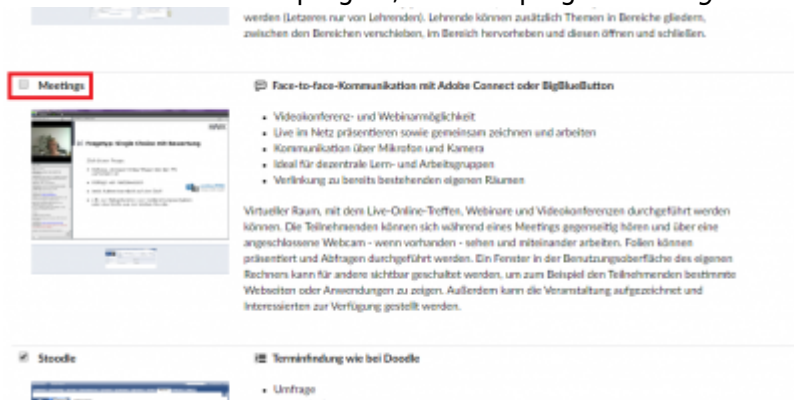 werden (Letzeres nur von Lehrenden). Lehrende können zusätzlich Themen in Bereiche gliedern,
zwischen den Bereichen verschieben, im Bereich hervorheben und diesen öffnen und schließen.
Meetings
Face-to-face-Kommunikation mit Adobe Connect oder BigBlueButton
Videokonferenz- und Webinarmöglichkeit
Live im Netz präsentieren sowie gemeinsam zeichnen und arbeiten
Kommunikation über Mikrofon und Kamera
Ideal für dezentrale Lern- und Arbeitsgruppen
Verlinkung zu bereits bestehenden eigenen Räumen
Fragetyp: Single Choice mit Bewertung
Virtueller Raum, mit dem Live-Online-Treffen, Webinare und Videokonferenzen durchgeführt werden
können. Die Teilnehmenden können sich während eines Meetings gegenseitig hören und über eine
angeschlossene Webcam - wenn vorhanden - sehen und miteinander arbeiten. Folien können
präsentiert und Abfragen durchgeführt werden. Ein Fenster in der Benutzungsoberfläche des eigenen
Rechners kann für andere sichtbar geschaltet werden, um zum Beispiel den Teilnehmenden bestimmte
Webseiten oder Anwendungen zu zeigen. Außerdem kann die Veranstaltung aufgezeichnet und
Interessierten zur Verfügung gestellt werden.
Stoodle
Terminfindung wie bei Doodle
Umfrage